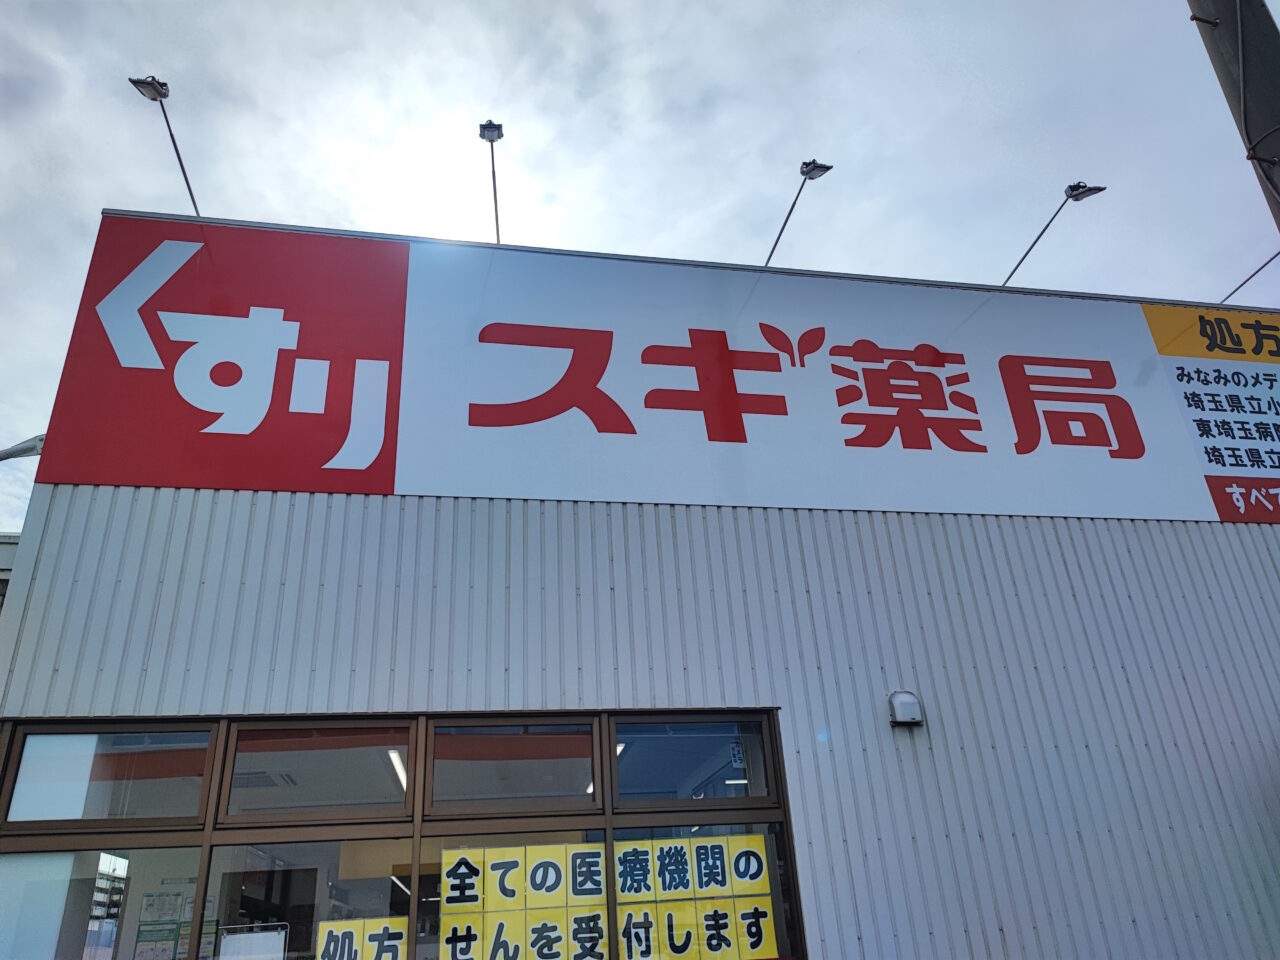 くすり
スギ薬局
処方
みなみのメデ
埼玉県立小
東埼玉病院
埼玉県立
すべて
全ての医療機関の
処方せんを受付します